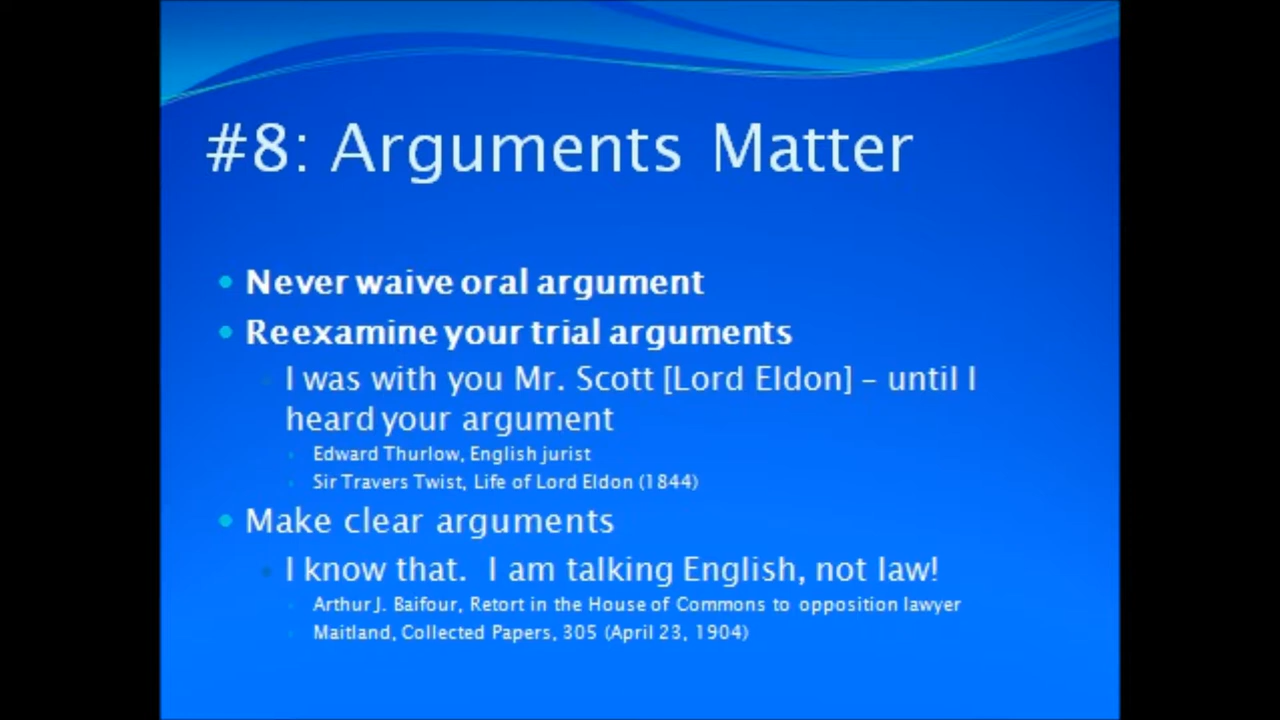 #8: Arguments Matter
Never waive oral argument
Reexamine your trial arguments
I was with you Mr. Scott [Lord Eldon] – until I
heard your argument
Edward Thurlow, English jurist
Sir Travers Twist, Life of Lord Eldon (1844)
Make clear arguments
I know that.  I am talking English, not law!
Arthur J. Baifour, Retort in the House of Commons to opposition lawyer
Maitland, Collected Papers, 305 (April 23, 1904)